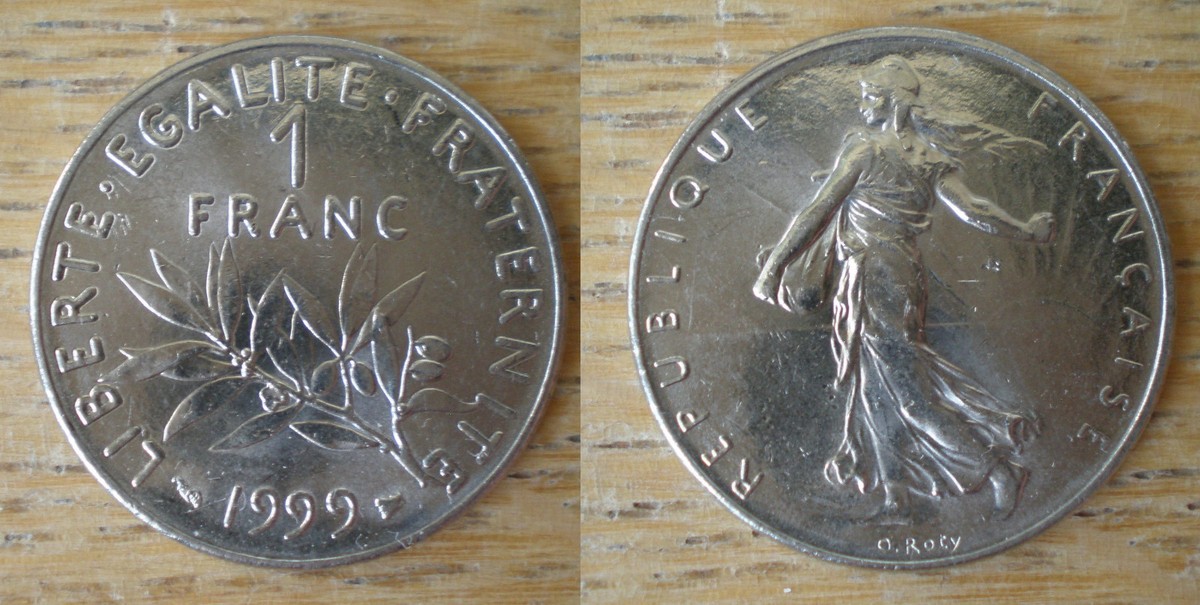 LIBERTE · EGALITE · FRATERNITE
1
FRANC
1999
REPUBLIQUE FRANÇAISE
O. Roty